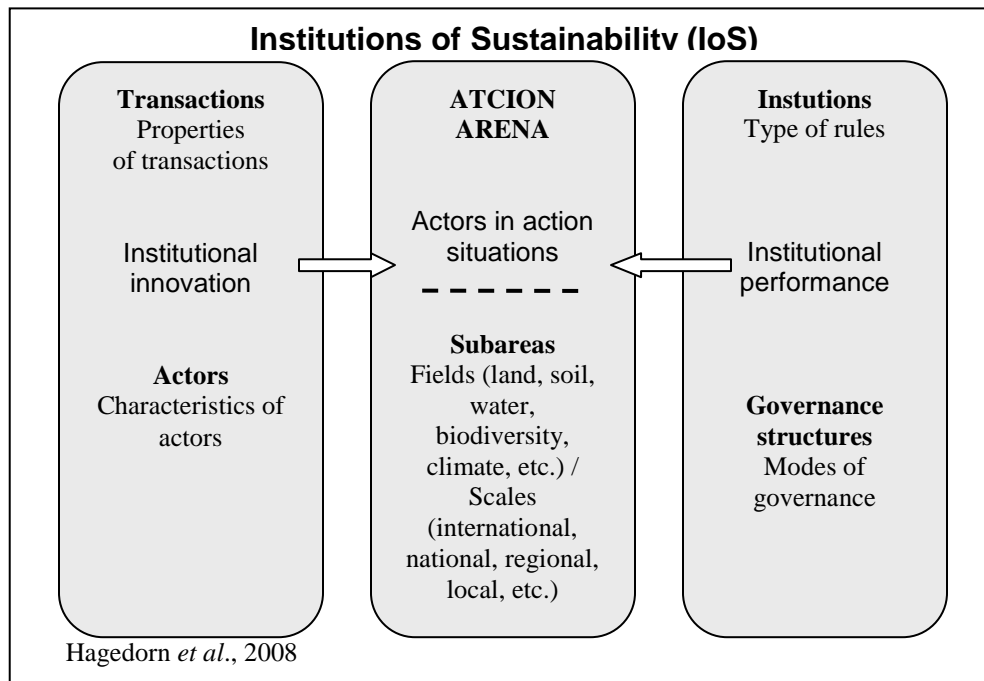 Institutions of Sustainability (IoS)
Transactions
Properties
of transactions
Institutional
innovation
Actors
Characteristics of
actors
ATCION
ARENA
Actors in action
situations
Subareas
Fields (land, soil,
water,
biodiversity,
climate, etc.) /
Scales
(international,
national, regional,
local, etc.)
Instutions
Type of rules
Institutional
performance
Governance
structures
Modes of
governance
Hagedorn et al., 2008